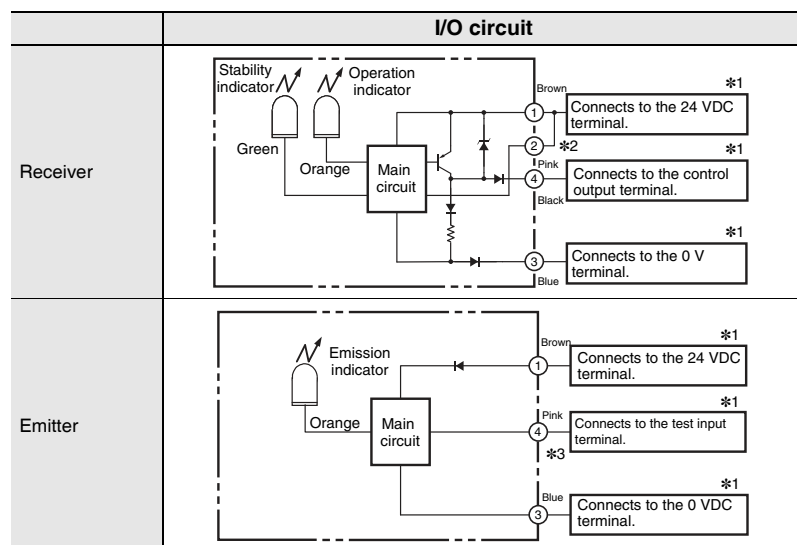 I/O circuit
Receiver
Stability
indicator
Operation
indicator
Green
Orange
Main
circuit
Brown
1
✻1
Connects to the 24 VDC
terminal.
2
✻2
Pink
✻1
4
Connects to the control
output terminal.
Black
✻1
3
Connects to the 0 V
terminal.
Blue
Emitter
Emission
indicator
Orange
Main
circuit
Brown
1
✻1
Connects to the 24 VDC
terminal.
Pink
✻1
4
Connects to the test input
terminal.
✻3
Blue
✻1
3
Connects to the 0 VDC
terminal.